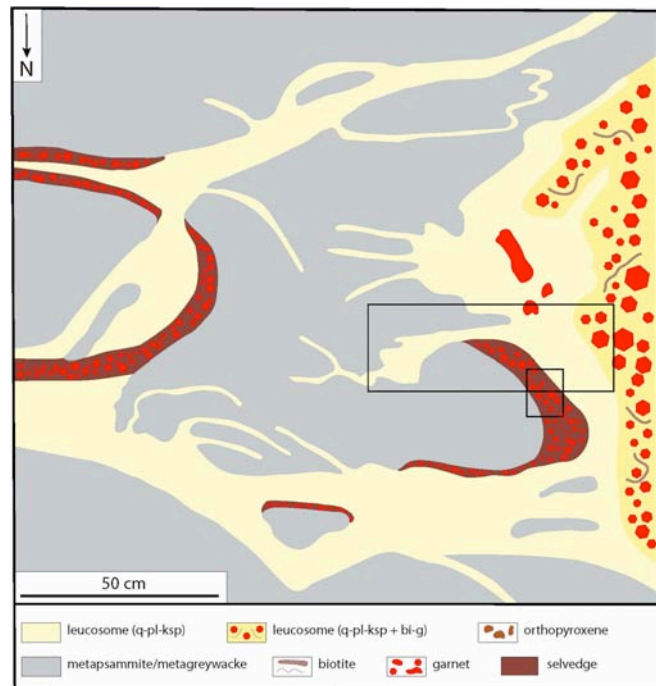 N
50 cm
leucosome (q-pl-ksp)
leucosome (q-pl-ksp + bi-g)
orthopyroxene
metapsammite/metagreywacke
biotite
garnet
selvedge